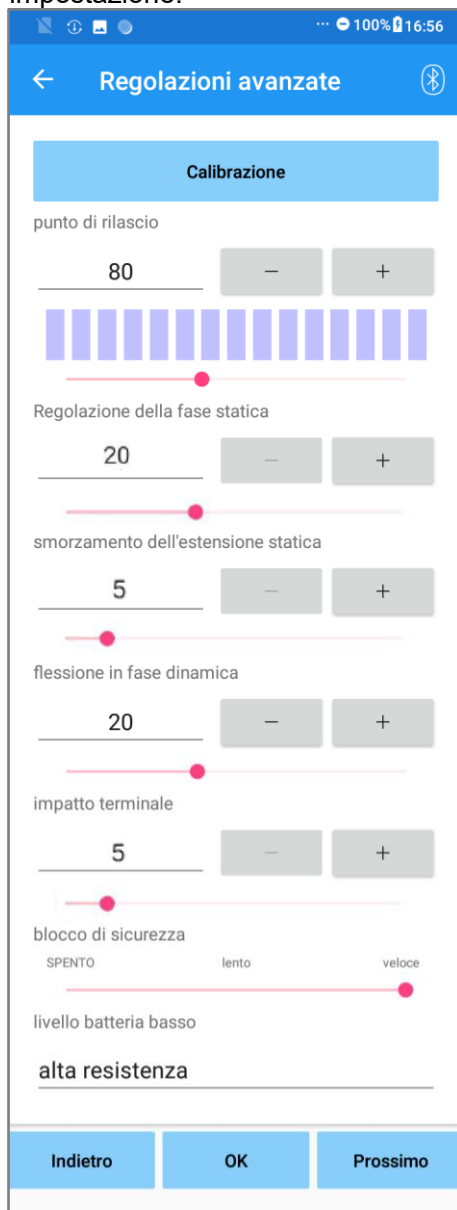 impostazione.
100% 16:56
Regolazioni avanzate
Calibrazione
punto di rilascio
80 − +
Regolazione della fase statica
20 − +
smorzamento dell'estensione statica
5 − +
flessione in fase dinamica
20 − +
impatto terminale
5 − +
blocco di sicurezza
SPENTO lento veloce
livello batteria basso
alta resistenza
Indietro OK Prossimo